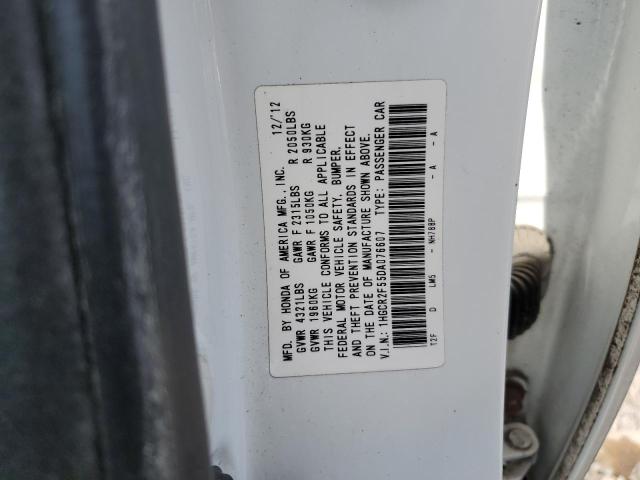 MFD. BY HONDA OF AMERICA MFG., INC. 12/12
GVWR 4321LBS GAWR F 2315LBS R 2050LBS
GVWR 1960KG GAWR F 1050KG R 930KG
THIS VEHICLE CONFORMS TO ALL APPLICABLE
FEDERAL MOTOR VEHICLE SAFETY, BUMPER,
AND THEFT PREVENTION STANDARDS IN EFFECT
ON THE DATE OF MANUFACTURE SHOWN ABOVE.
V.I.N.: 1HGCR2F55DA076607 TYPE: PASSENGER CAR
T2F D LM5 - NH788P - A - A